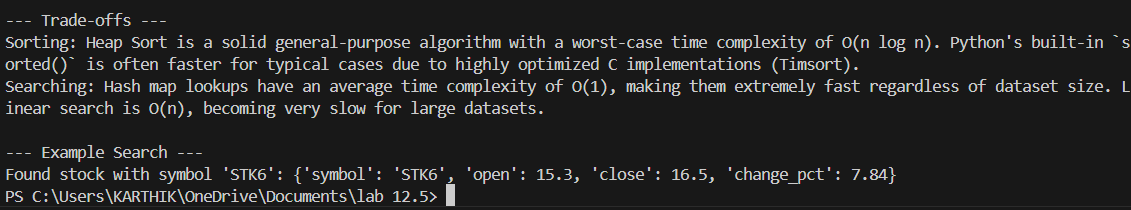 --- Trade-offs ---
Sorting: Heap Sort is a solid general-purpose algorithm with a worst-case time complexity of O(n log n). Python's built-in `s
orted()` is often faster for typical cases due to highly optimized C implementations (Timsort).
Searching: Hash map lookups have an average time complexity of O(1), making them extremely fast regardless of dataset size. L
inear search is O(n), becoming very slow for large datasets.

--- Example Search ---
Found stock with symbol 'STK6': {'symbol': 'STK6', 'open': 15.3, 'close': 16.5, 'change_pct': 7.84}
PS C:\Users\KARTHIK\OneDrive\Documents\lab 12.5>